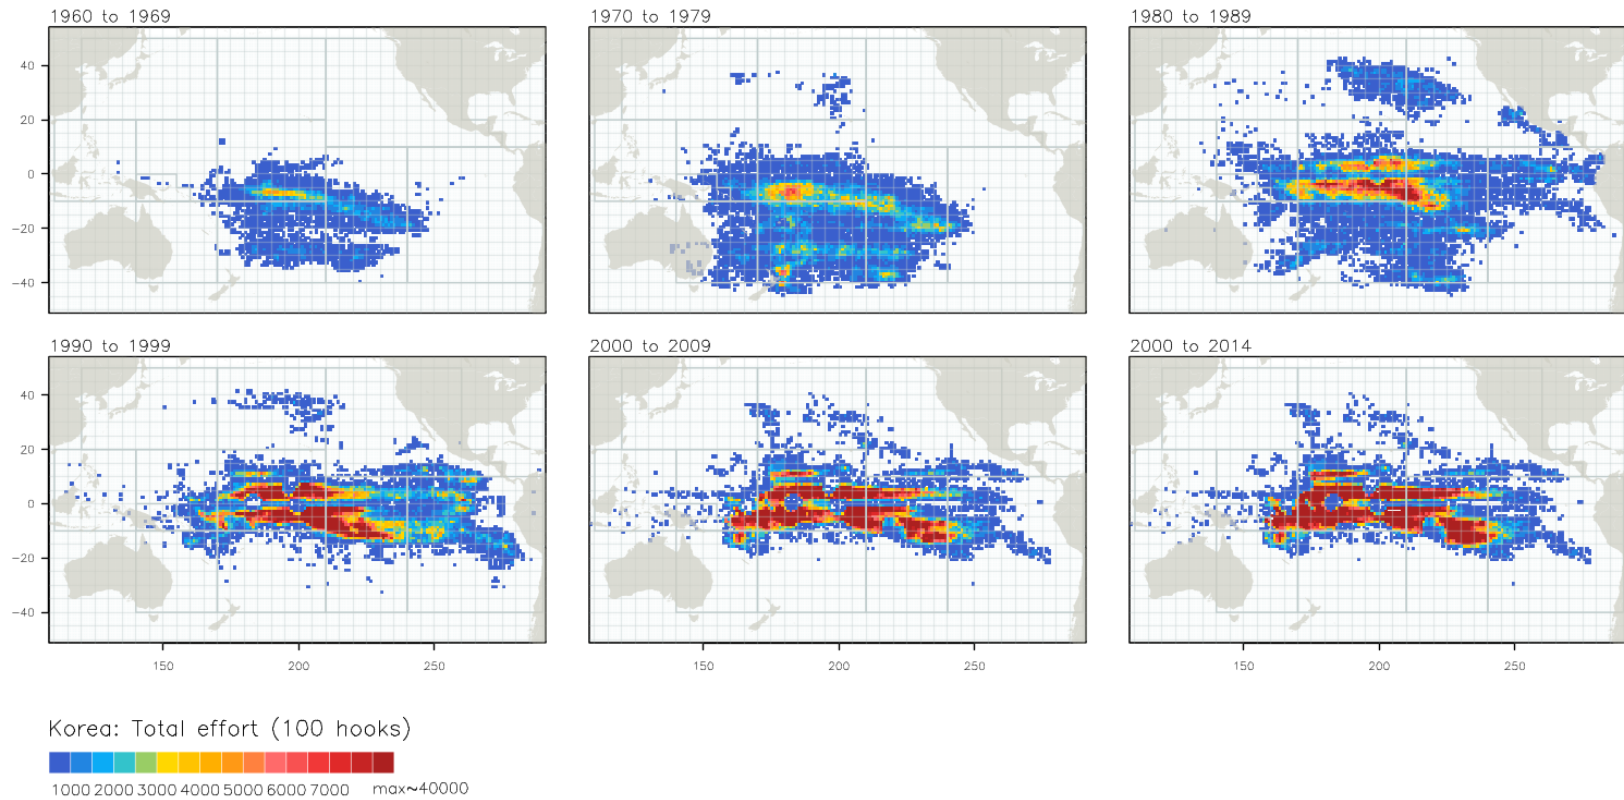 1960 to 1969
1970 to 1979
1980 to 1989
40
20
0
−20
−40
1990 to 1999
2000 to 2009
2000 to 2014
40
20
0
−20
−40
150 200 250
150 200 250
150 200 250
Korea: Total effort (100 hooks)
1000 2000 3000 4000 5000 6000 7000 max~40000